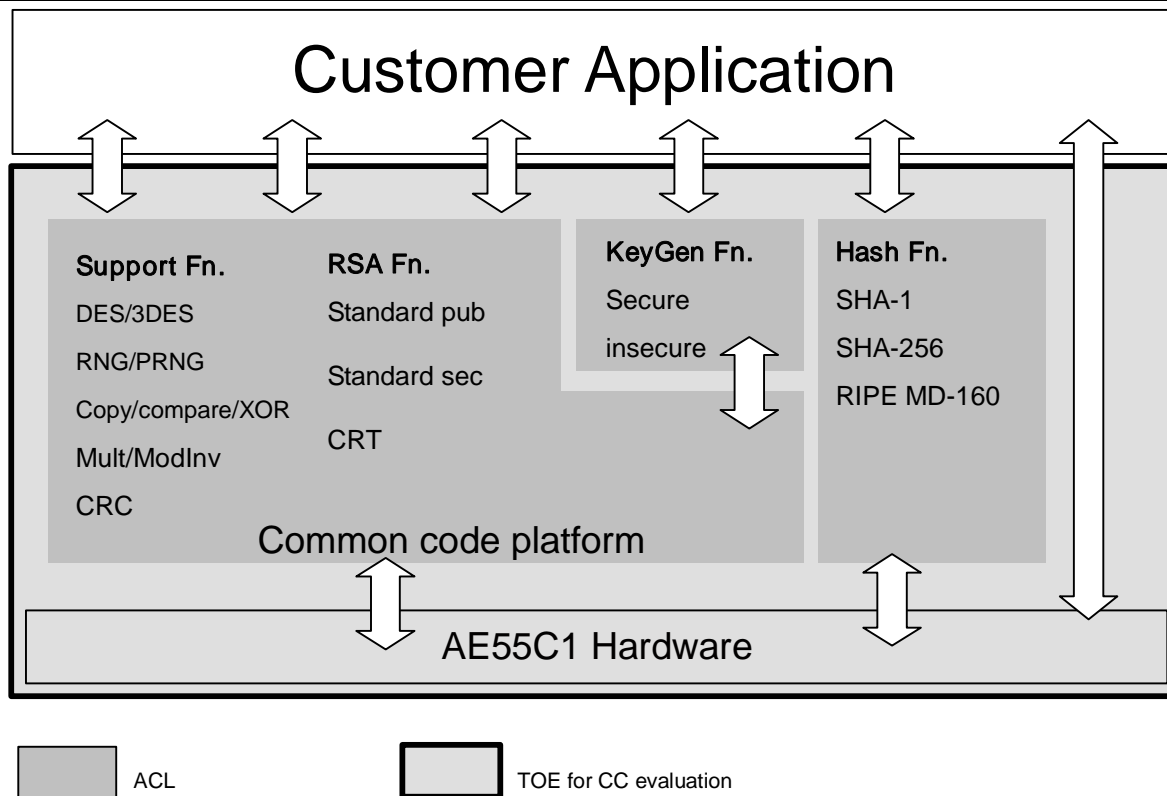 Customer Application
Support Fn.
DES/3DES
RNG/PRNG
Copy/compare/XOR
Mult/ModInv
CRC
RSA Fn.
Standard pub
Standard sec
CRT
KeyGen Fn.
Secure
insecure
Hash Fn.
SHA-1
SHA-256
RIPE MD-160
Common code platform
AE55C1 Hardware
ACL
TOE for CC evaluation